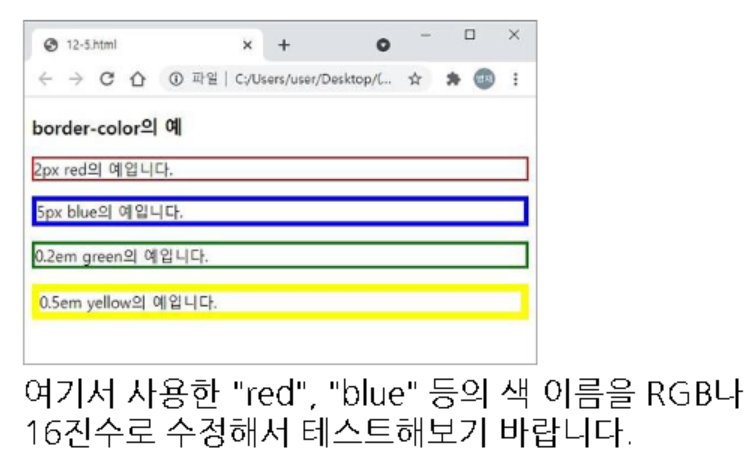 12-5.html
파일 | C:/Users/user/Desktop/(...
border-color의 예
2px red의 예입니다.
5px blue의 예입니다.
0.2em green의 예입니다.
0.5em yellow의 예입니다.
여기서 사용한 "red", "blue" 등의 색 이름을 RGB나
16진수로 수정해서 테스트해보기 바랍니다.